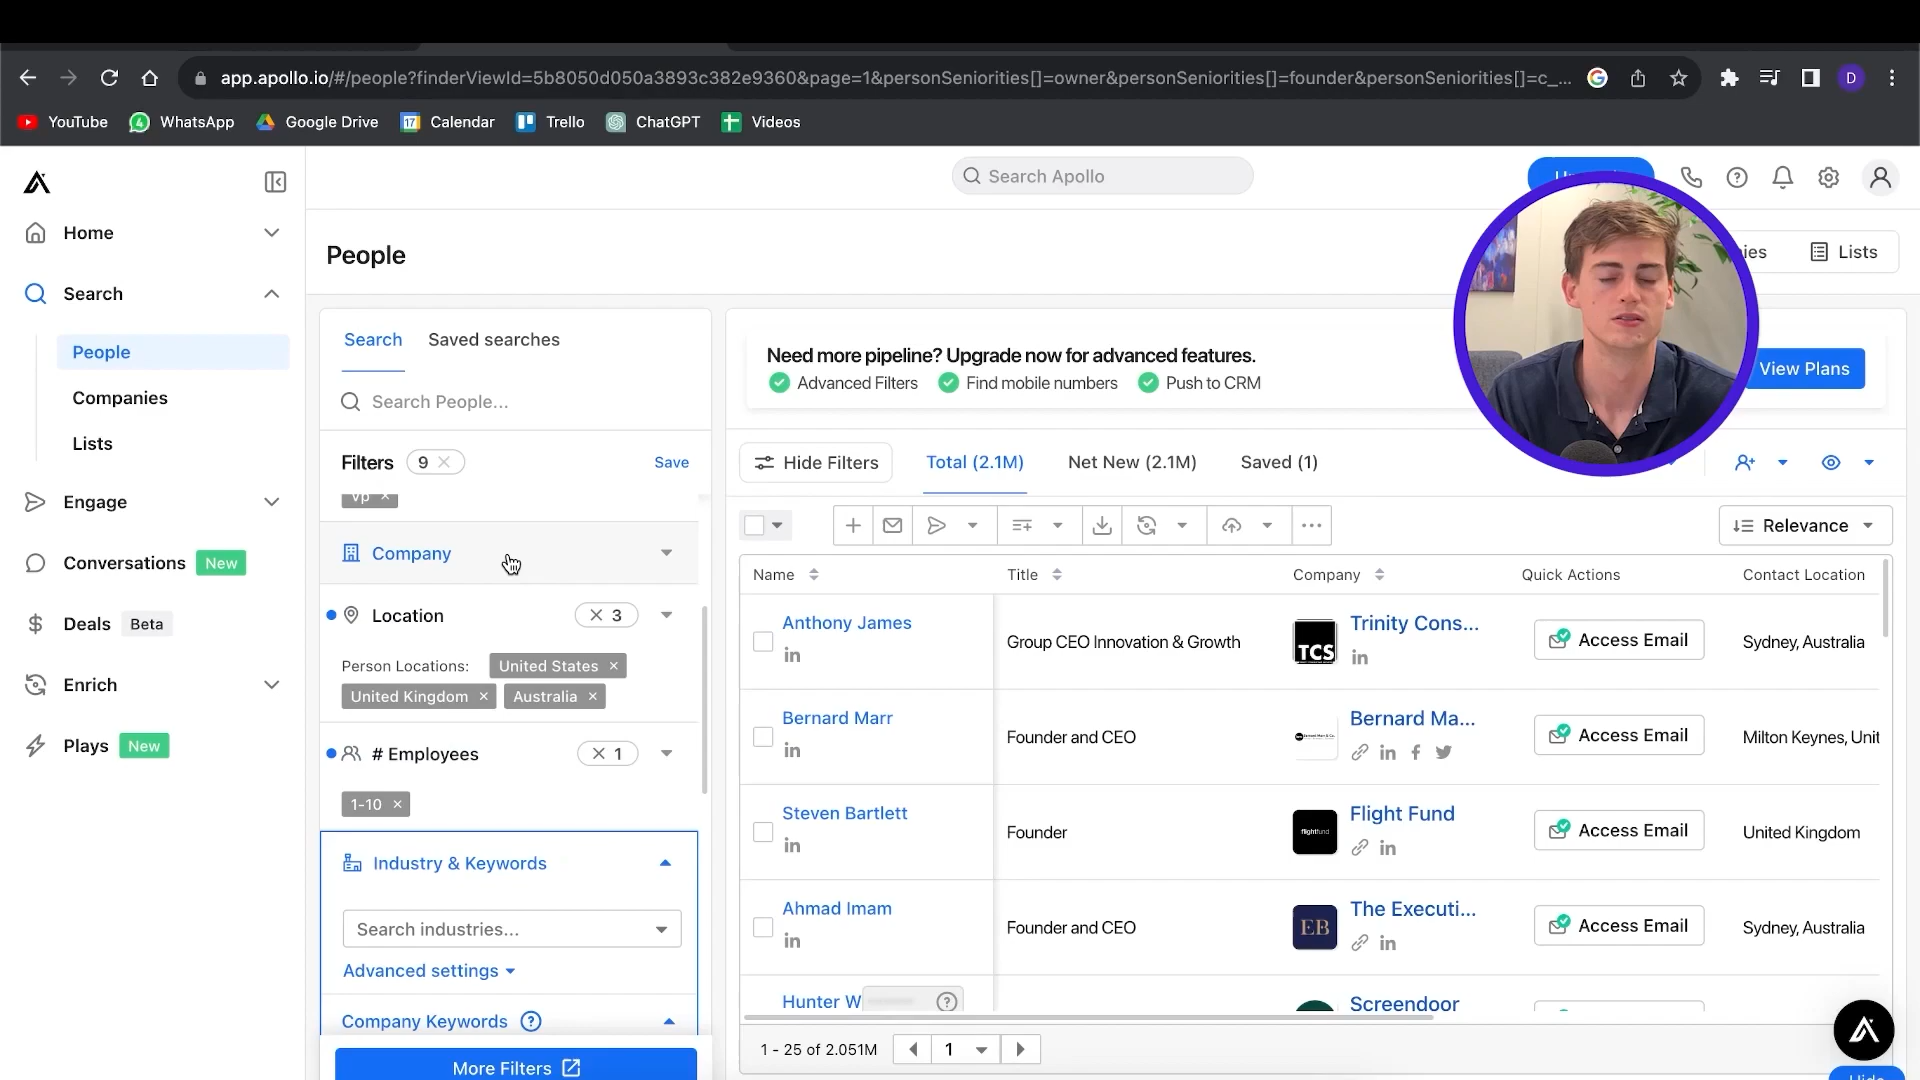 app.apollo.io/#/people?finderViewId=5b8050d050a3893c382e9360&page=1&personSeniorities[]=owner&personSeniorities[]=founder&personSeniorities[]=c_...
D
YouTube WhatsApp Google Drive Calendar Trello ChatGPT Videos
Search Apollo
Home
Search
People
Companies
Lists
Engage
Conversations New
Deals Beta
Enrich
Plays New
People
Lists
Search Saved searches
Search People...
Filters 9 Save
Vp
Company
Location 3
Person Locations: United States
United Kingdom Australia
# Employees 1
1-10
Industry & Keywords
Search industries...
Advanced settings
Company Keywords
More Filters
Need more pipeline? Upgrade now for advanced features.
Advanced Filters Find mobile numbers Push to CRM
View Plans
Hide Filters Total (2.1M) Net New (2.1M) Saved (1)
Relevance
Name Title Company Quick Actions Contact Location
Anthony James Group CEO Innovation & Growth TCS Trinity Cons... Access Email Sydney, Australia
Bernard Marr Founder and CEO Bernard Ma... Access Email Milton Keynes, Unit
Steven Bartlett Founder flightfund Flight Fund Access Email United Kingdom
Ahmad Imam Founder and CEO EB The Executi... Access Email Sydney, Australia
Hunter W Screendoor
1 - 25 of 2.051M 1